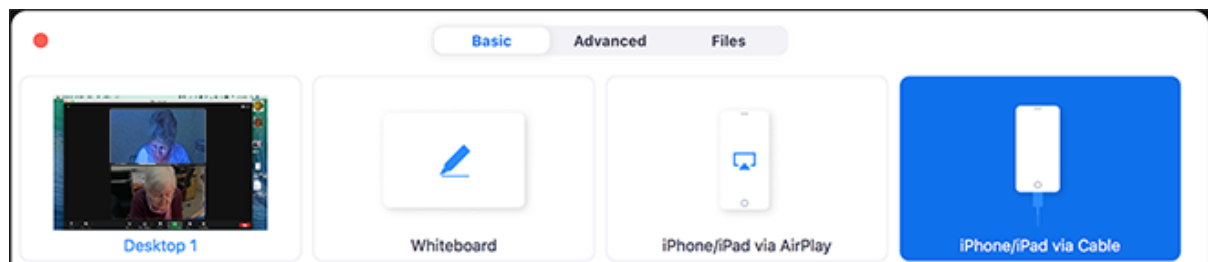 Basic Advanced Files
Desktop 1 Whiteboard iPhone/iPad via AirPlay iPhone/iPad via Cable